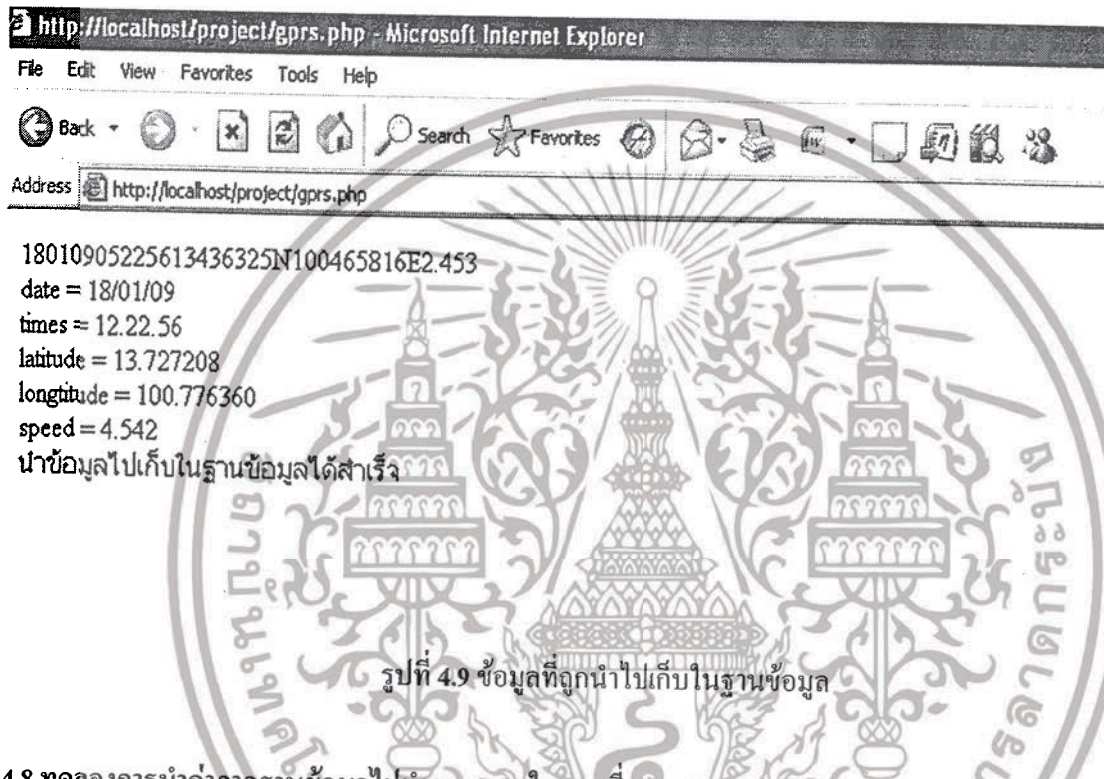 http://localhost/project/gprs.php - Microsoft Internet Explorer
File Edit View Favorites Tools Help
Back Search Favorites
Address http://localhost/project/gprs.php
18010905225613436325N100465816E2.453
date = 18/01/09
times = 12.22.56
latitude = 13.727208
longtitude = 100.776360
speed = 4.542
นำข้อมูลไปเก็บในฐานข้อมูลได้สำเร็จ
รูปที่ 4.9 ข้อมูลที่ถูกนำไปเก็บในฐานข้อมูล